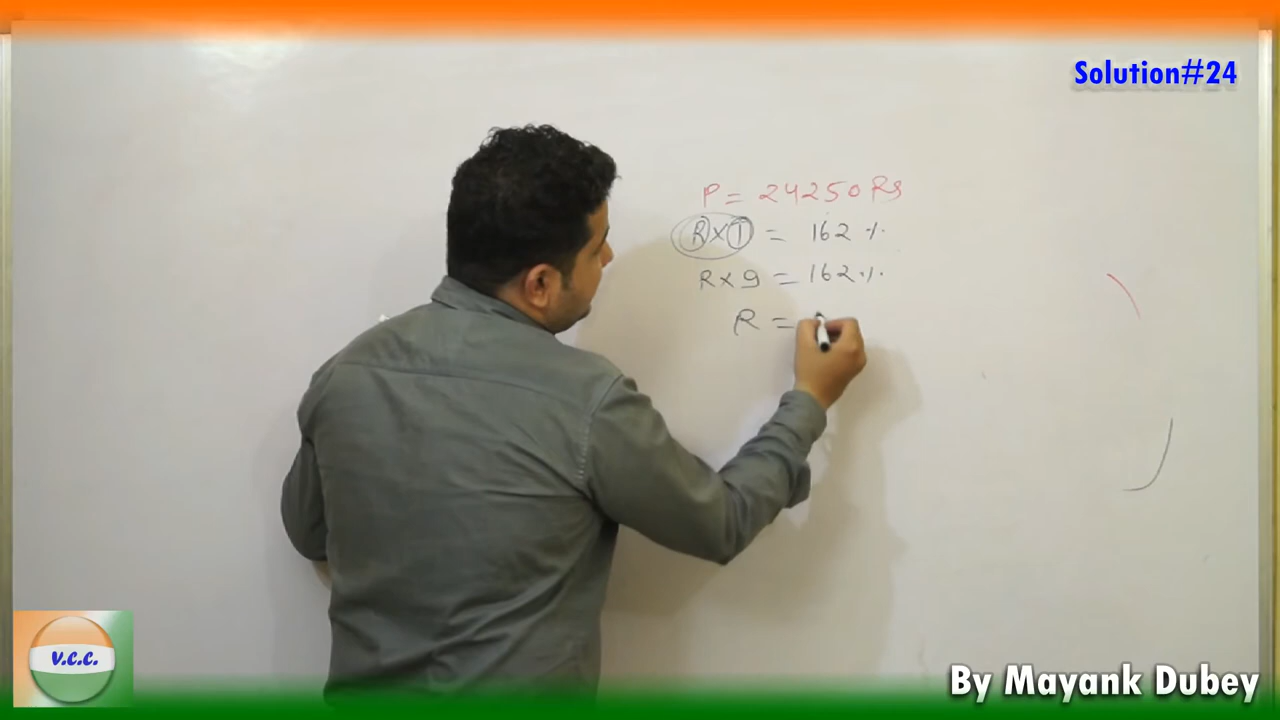 Solution#24
P = 24250 Rs
R×T = 162 %
R×9 = 162 %
R =
V.C.C.
By Mayank Dubey